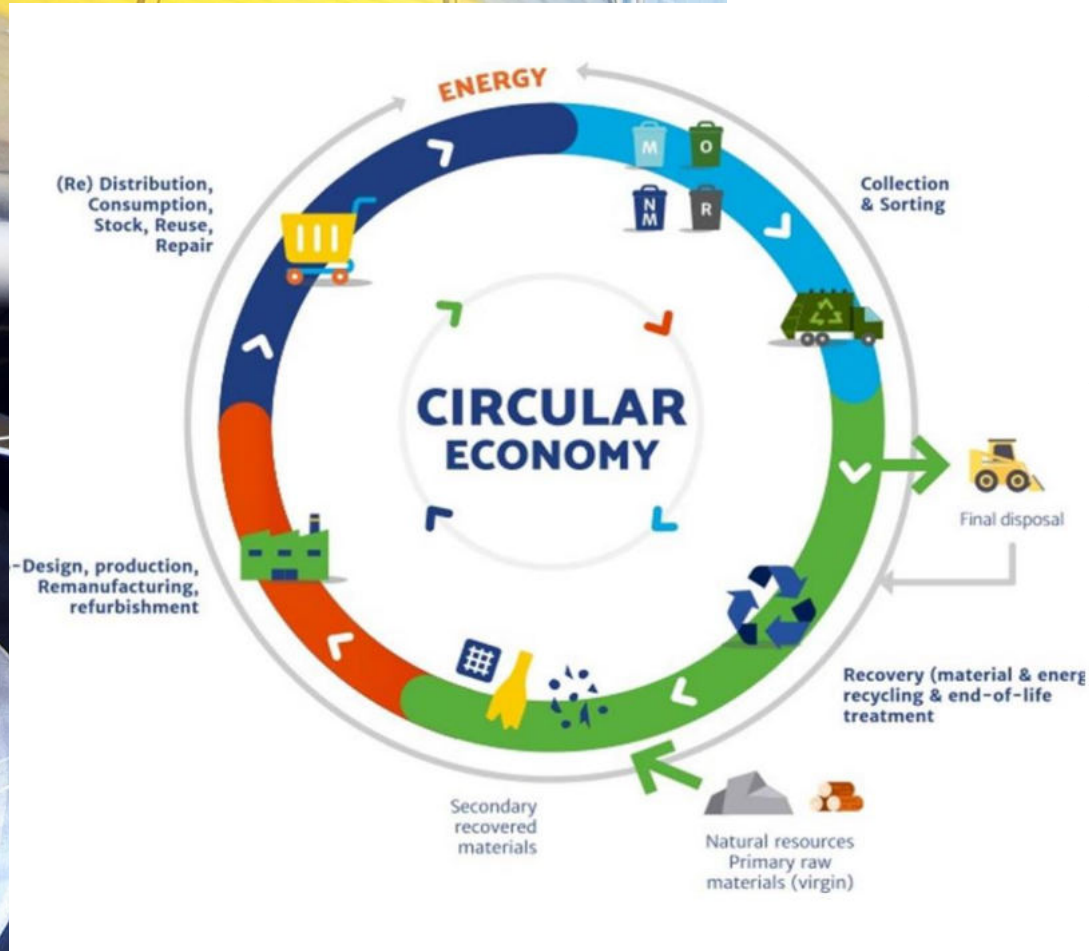 ENERGY
M
O
N
M
R
(Re) Distribution,
Consumption,
Stock, Reuse,
Repair
Collection
& Sorting
CIRCULAR
ECONOMY
Final disposal
-Design, production,
Remanufacturing,
refurbishment
Recovery (material & energ
recycling & end-of-life
treatment
Secondary
recovered
materials
Natural resources
Primary raw
materials (virgin)